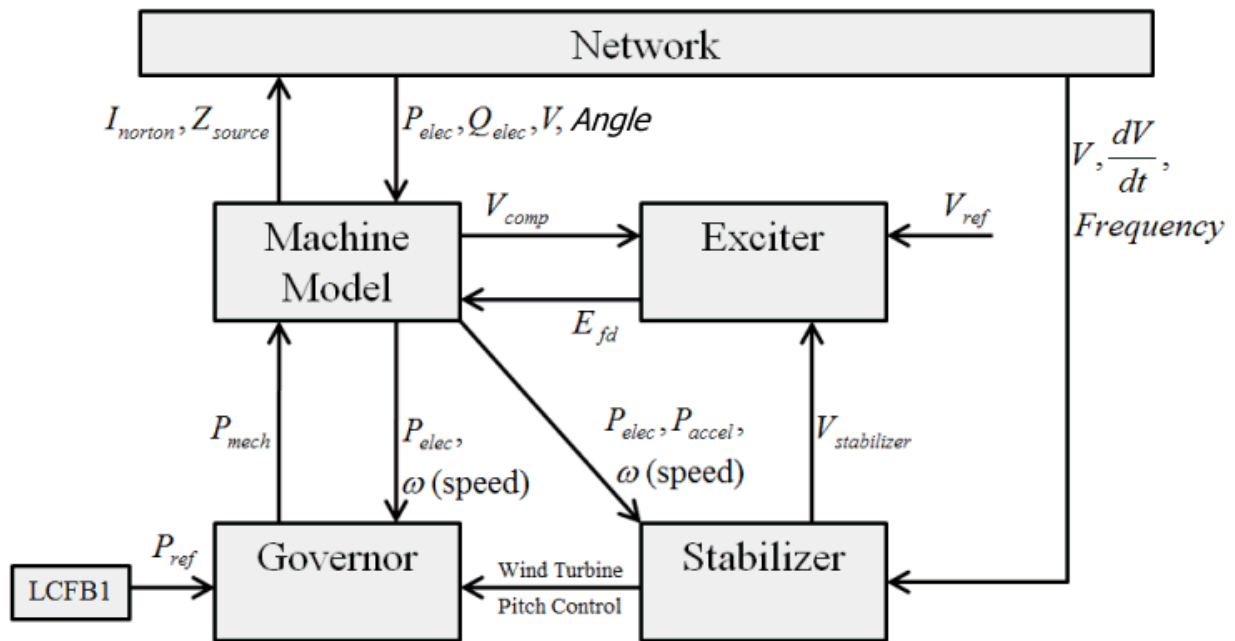 Network
I_norton, Z_source
P_elec, Q_elec, V, Angle
V, dV/dt,
Frequency
V_comp
V_ref
Machine
Model
Exciter
E_fd
P_mech
P_elec,
ω (speed)
P_elec, P_accel,
ω (speed)
V_stabilizer
P_ref
LCFB1
Governor
Wind Turbine
Pitch Control
Stabilizer